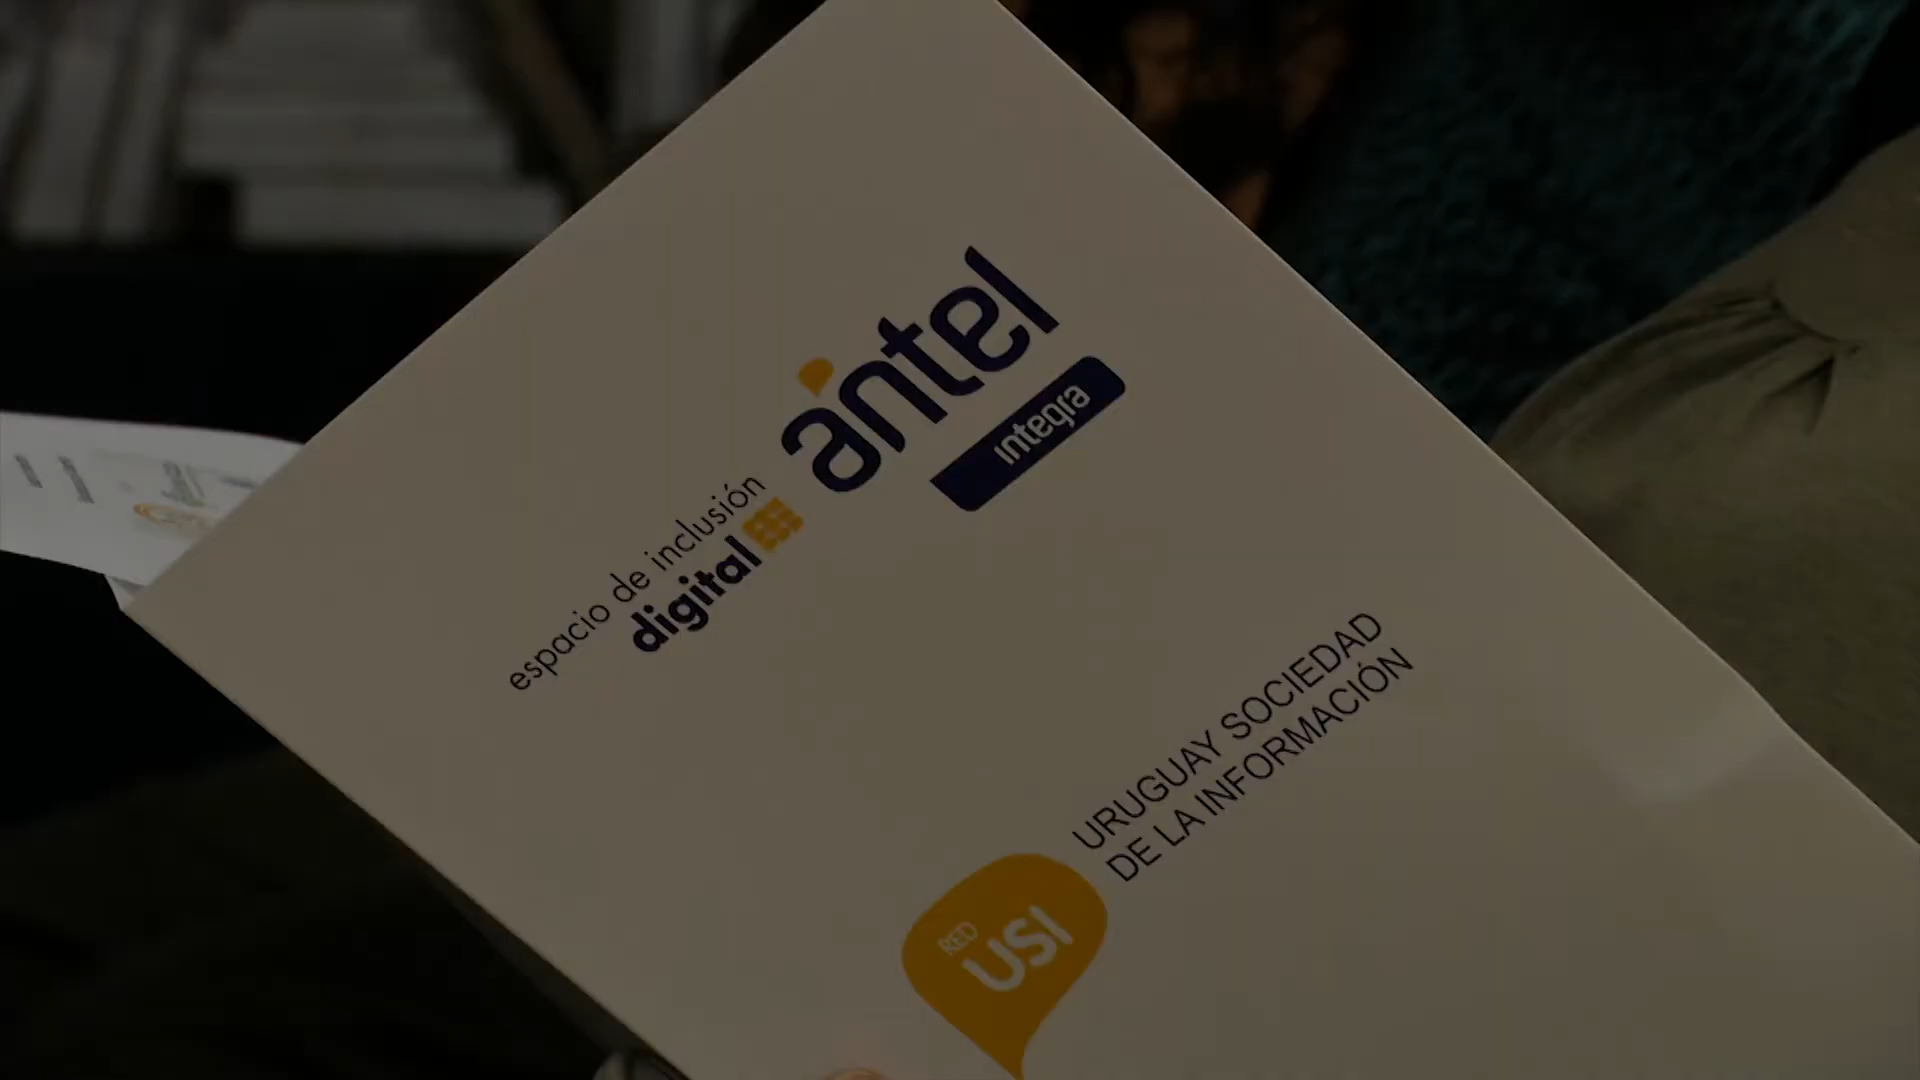 antel
integra
espacio de inclusión
digital
URUGUAY SOCIEDAD
DE LA INFORMACIÓN
RED
USI